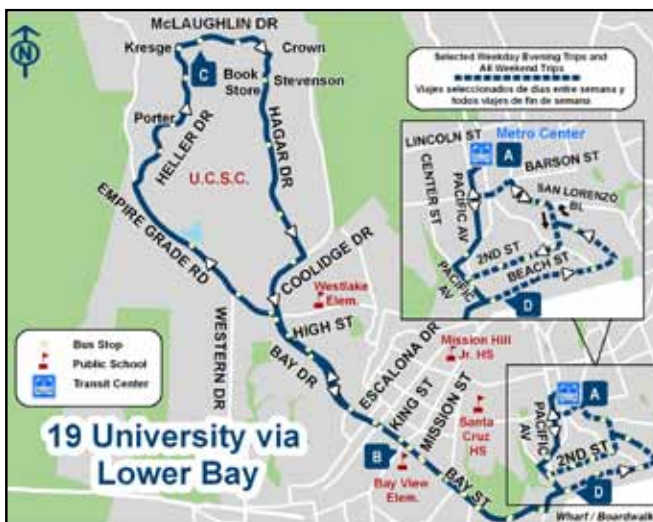 McLAUGHLIN DR
Kresge
Crown
C
Book
Store
Stevenson
Porter
HELLER DR
HAGAR DR
U.C.S.C.
EMPIRE GRADE RD
COOLIDGE DR
Westlake
Elem.
HIGH ST
WESTERN DR
BAY DR
ESCALONA DR
KING ST
MISSION ST
Mission Hill
Jr. HS
Santa
Cruz
HS
B
Bay View
Elem.
BAY ST
N
Selected Weekday Evening Trips and
All Weekend Trips
Viajes seleccionados de dias entre semana y
todos viajes de fin de semana
LINCOLN ST
Metro Center
A
BARSON ST
CENTER ST
PACIFIC AV
SAN LORENZO
BL
2ND ST
BEACH ST
PACIFIC
AV
D
A
PACIFIC
AV
2ND ST
D
Wharf / Boardwalk
Bus Stop
Public School
Transit Center
19 University via
Lower Bay